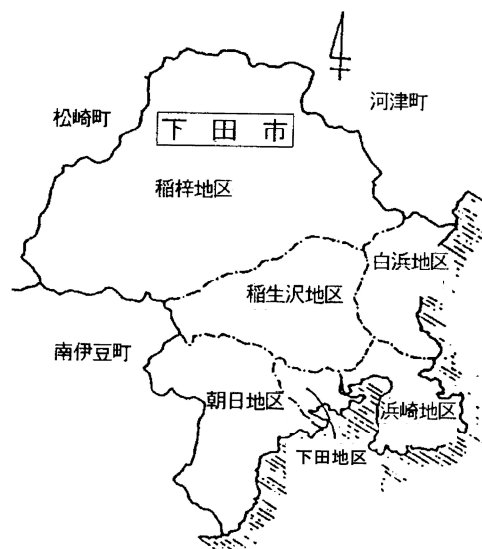 河津町
松崎町
下田市
稲梓地区
白浜地区
稲生沢地区
南伊豆町
朝日地区
浜崎地区
下田地区